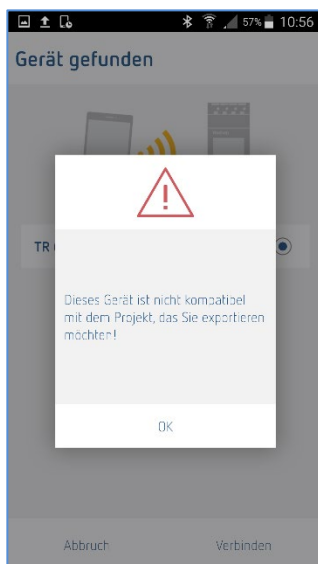 57% 10:56
Gerät gefunden
TR
Dieses Gerät ist nicht kompatibel
mit dem Projekt, das Sie exportieren
möchten!
OK
Abbruch Verbinden